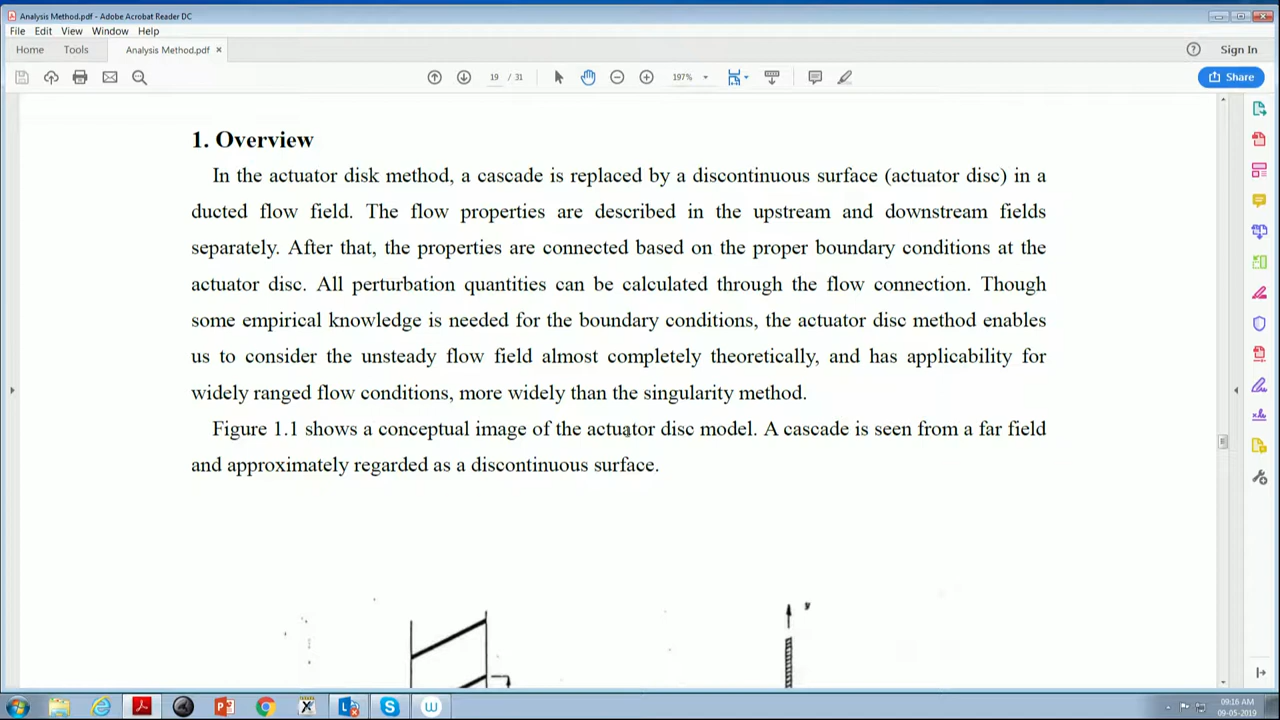 Analysis Method.pdf - Adobe Acrobat Reader DC
File Edit View Window Help
Home Tools Analysis Method.pdf × ? Sign In
19 / 31 197% Share
1. Overview
In the actuator disk method, a cascade is replaced by a discontinuous surface (actuator disc) in a
ducted flow field. The flow properties are described in the upstream and downstream fields
separately. After that, the properties are connected based on the proper boundary conditions at the
actuator disc. All perturbation quantities can be calculated through the flow connection. Though
some empirical knowledge is needed for the boundary conditions, the actuator disc method enables
us to consider the unsteady flow field almost completely theoretically, and has applicability for
widely ranged flow conditions, more widely than the singularity method.
Figure 1.1 shows a conceptual image of the actuator disc model. A cascade is seen from a far field
and approximately regarded as a discontinuous surface.
y
09:16 AM
09-05-2019